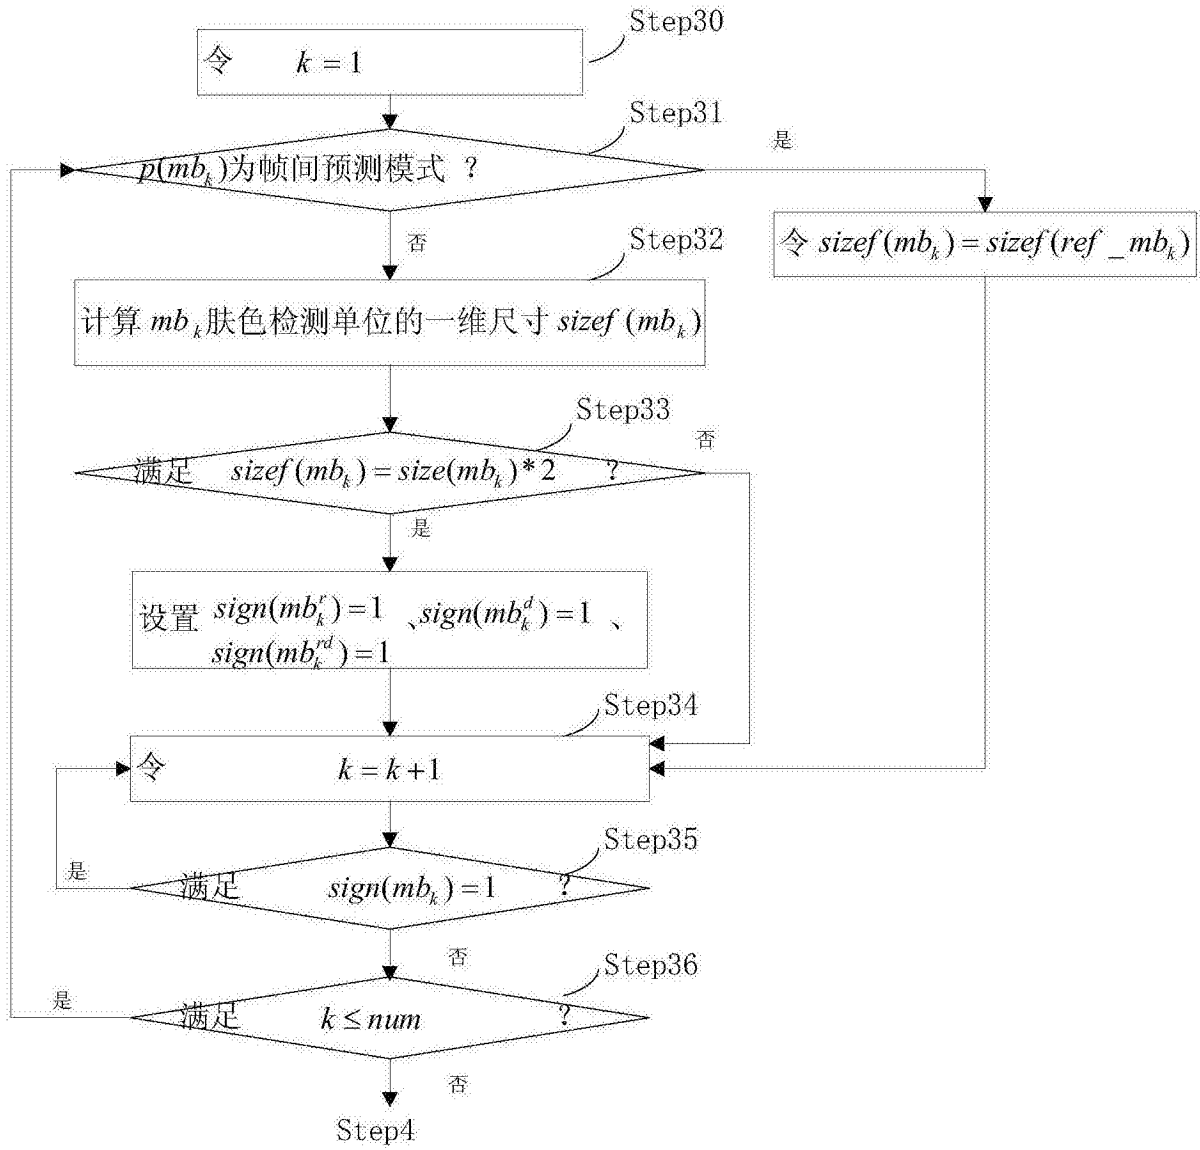 Step30
令 k = 1
Step31
p(mb_k)为帧间预测模式 ?
是
否
令 sizef(mb_k) = sizef(ref _ mb_k)
Step32
计算 mb_k 肤色检测单位的一维尺寸 sizef(mb_k)
Step33
满足 sizef(mb_k) = size(mb_k)*2 ?
否
是
设置 sign(mb_k^r) = 1 、sign(mb_k^d) = 1 、
sign(mb_k^rd) = 1
Step34
令 k = k+1
Step35
满足 sign(mb_k) = 1 ?
是
否
Step36
满足 k ≤ num ?
是
否
Step4